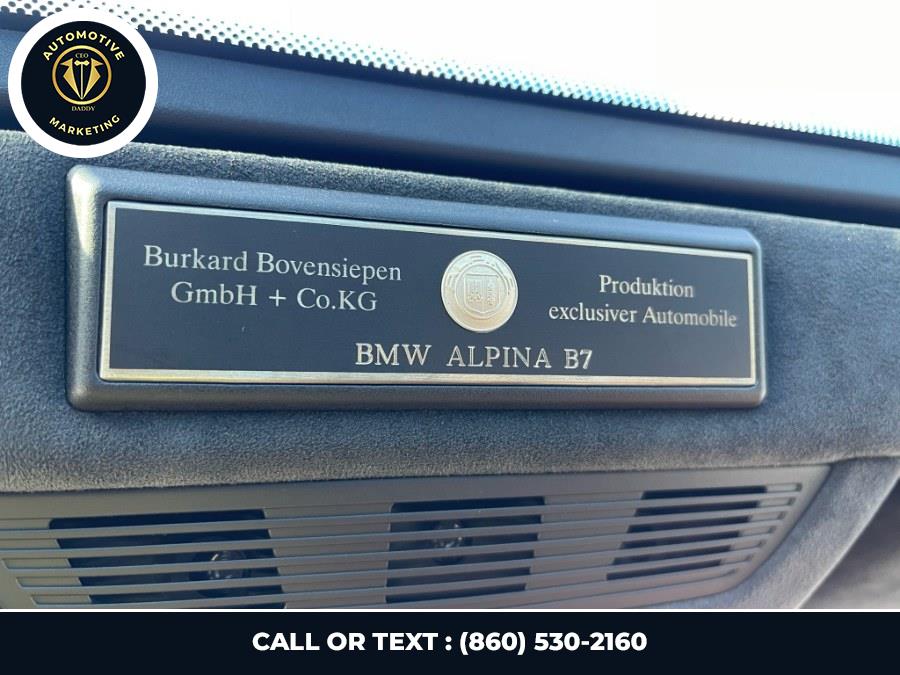 AUTOMOTIVE
CEO
DADDY
MARKETING
Burkard Bovensiepen
GmbH + Co.KG
Produktion
exclusiver Automobile
BMW ALPINA B7
CALL OR TEXT : (860) 530-2160